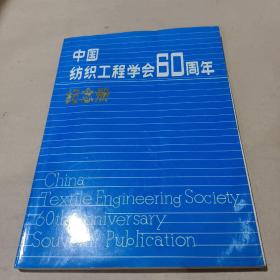 中国
纺织工程学会60周年
纪念册
China
Textile Engineering Society
60th Anniversary
Souvenir Publication